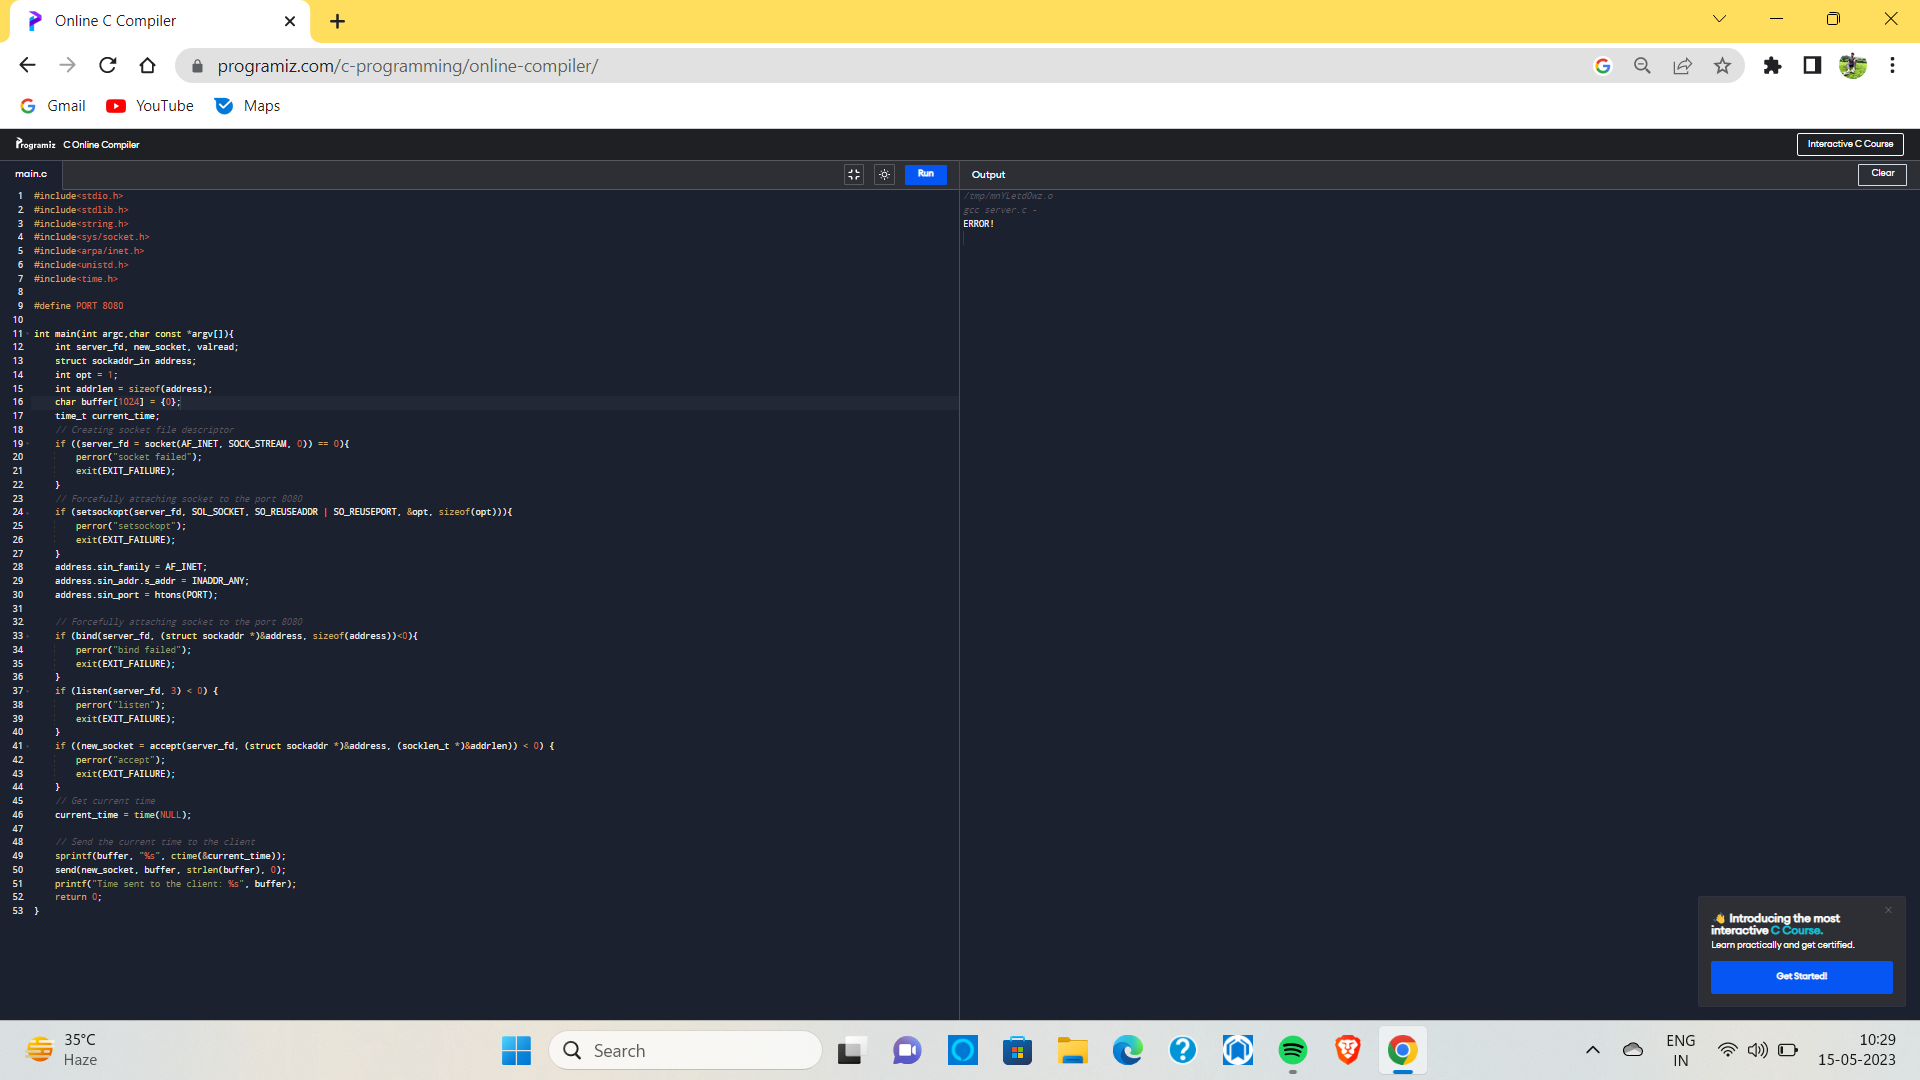 Online C Compiler
programiz.com/c-programming/online-compiler/
Gmail
YouTube
Maps
Programiz
C Online Compiler
Interactive C Course
main.c
Run
Output
Clear
1 #include<stdio.h>
2 #include<stdlib.h>
3 #include<string.h>
4 #include<sys/socket.h>
5 #include<arpa/inet.h>
6 #include<unistd.h>
7 #include<time.h>
8
9 #define PORT 8080
10
11 int main(int argc,char const *argv[]){
12     int server_fd, new_socket, valread;
13     struct sockaddr_in address;
14     int opt = 1;
15     int addrlen = sizeof(address);
16     char buffer[1024] = {0};
17     time_t current_time;
18     // Creating socket file descriptor
19     if ((server_fd = socket(AF_INET, SOCK_STREAM, 0)) == 0){
20         perror("socket failed");
21         exit(EXIT_FAILURE);
22     }
23     // Forcefully attaching socket to the port 8080
24     if (setsockopt(server_fd, SOL_SOCKET, SO_REUSEADDR | SO_REUSEPORT, &opt, sizeof(opt))){
25         perror("setsockopt");
26         exit(EXIT_FAILURE);
27     }
28     address.sin_family = AF_INET;
29     address.sin_addr.s_addr = INADDR_ANY;
30     address.sin_port = htons(PORT);
31
32     // Forcefully attaching socket to the port 8080
33     if (bind(server_fd, (struct sockaddr *)&address, sizeof(address))<0){
34         perror("bind failed");
35         exit(EXIT_FAILURE);
36     }
37     if (listen(server_fd, 3) < 0) {
38         perror("listen");
39         exit(EXIT_FAILURE);
40     }
41     if ((new_socket = accept(server_fd, (struct sockaddr *)&address, (socklen_t *)&addrlen)) < 0) {
42         perror("accept");
43         exit(EXIT_FAILURE);
44     }
45     // Get current time
46     current_time = time(NULL);
47
48     // Send the current time to the client
49     sprintf(buffer, "%s", ctime(&current_time));
50     send(new_socket, buffer, strlen(buffer), 0);
51     printf("Time sent to the client: %s", buffer);
52     return 0;
53 }
/tmp/mnYLetdOwz.o
gcc server.c -
ERROR!
👋 Introducing the most
interactive C Course.
Learn practically and get certified.
Get Started!
35°C
Haze
Search
ENG
IN
10:29
15-05-2023